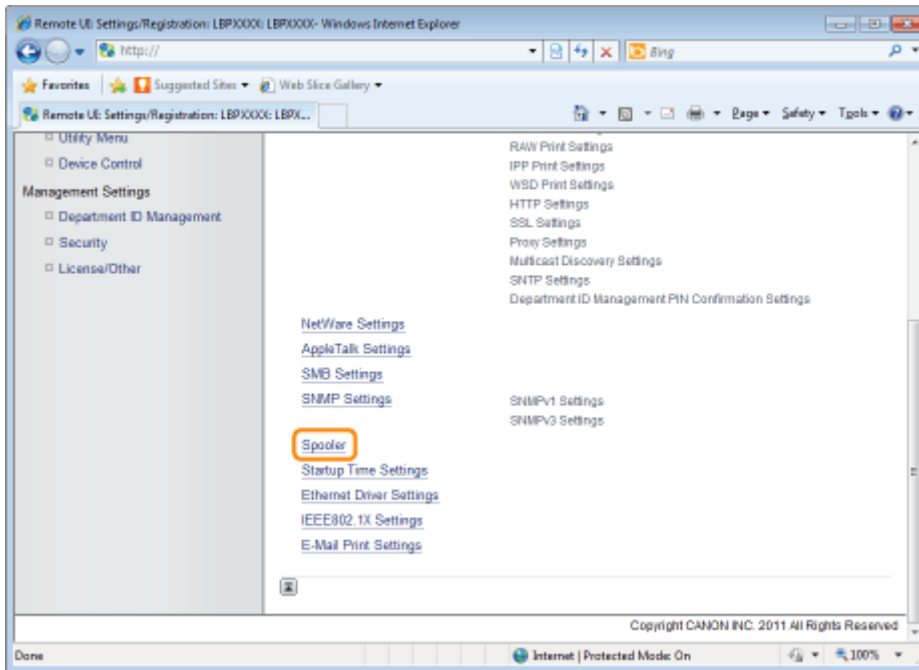 Remote UI: Settings/Registration: LBPXXXX: LBPXXXX- Windows Internet Explorer
http://
Bing
Favorites Suggested Sites Web Slice Gallery
Remote UI: Settings/Registration: LBPXXXX: LBPX...
Page Safety Tools
Utility Menu
Device Control
Management Settings
Department ID Management
Security
License/Other
RAW Print Settings
IPP Print Settings
WSD Print Settings
HTTP Settings
SSL Settings
Proxy Settings
Multicast Discovery Settings
SNTP Settings
Department ID Management PIN Confirmation Settings
NetWare Settings
AppleTalk Settings
SMB Settings
SNMP Settings
SNMPv1 Settings
SNMPv3 Settings
Spooler
Startup Time Settings
Ethernet Driver Settings
IEEE802.1X Settings
E-Mail Print Settings
Copyright CANON INC. 2011 All Rights Reserved
Done Internet | Protected Mode: On 100%